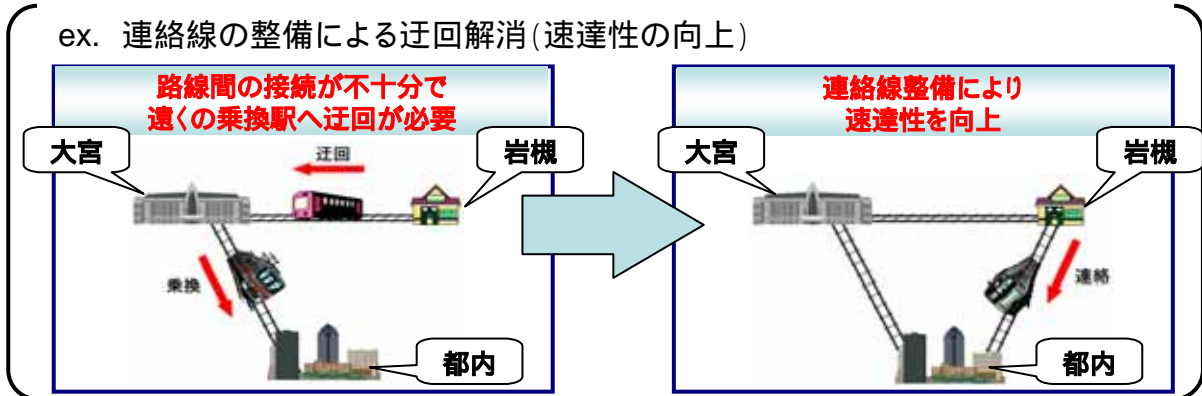 ex. 連絡線の整備による迂回解消(速達性の向上)
路線間の接続が不十分で
遠くの乗換駅へ迂回が必要
大宮
岩槻
迂回
乗換
都内
連絡線整備により
速達性を向上
大宮
岩槻
連絡
都内